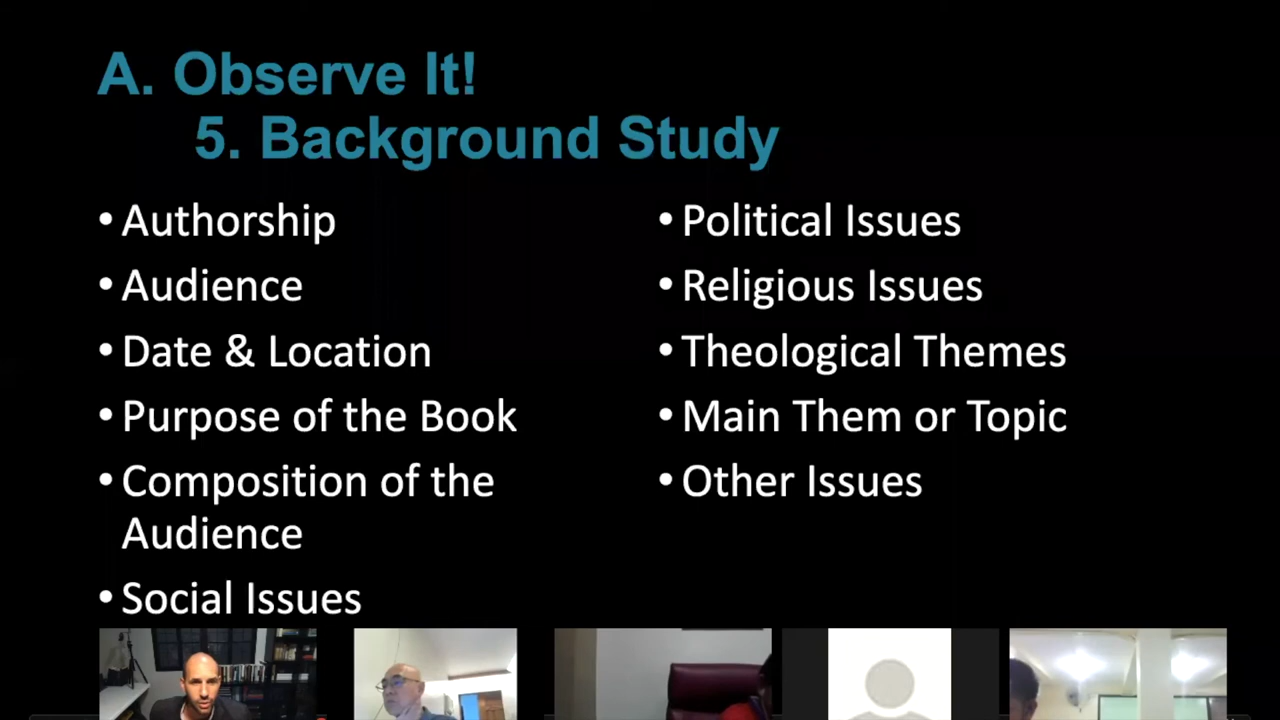 A. Observe It!
5. Background Study
• Authorship
• Audience
• Date & Location
• Purpose of the Book
• Composition of the
Audience
• Social Issues
• Political Issues
• Religious Issues
• Theological Themes
• Main Them or Topic
• Other Issues